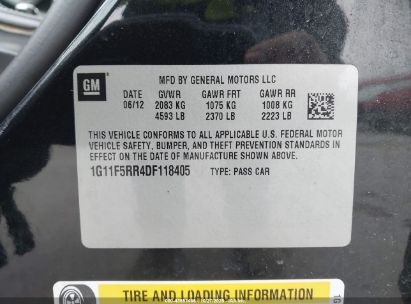 GM
MFD BY GENERAL MOTORS LLC
DATE GVWR GAWR FRT GAWR RR
06/12 2083 KG 1075 KG 1008 KG
4593 LB 2370 LB 2223 LB
THIS VEHICLE CONFORMS TO ALL APPLICABLE U.S. FEDERAL MOTOR
VEHICLE SAFETY, BUMPER, AND THEFT PREVENTION STANDARDS IN
EFFECT ON THE DATE OF MANUFACTURE SHOWN ABOVE.
1G11F5RR4DF118405 TYPE: PASS CAR
TIRE AND LOADING INFORMATION